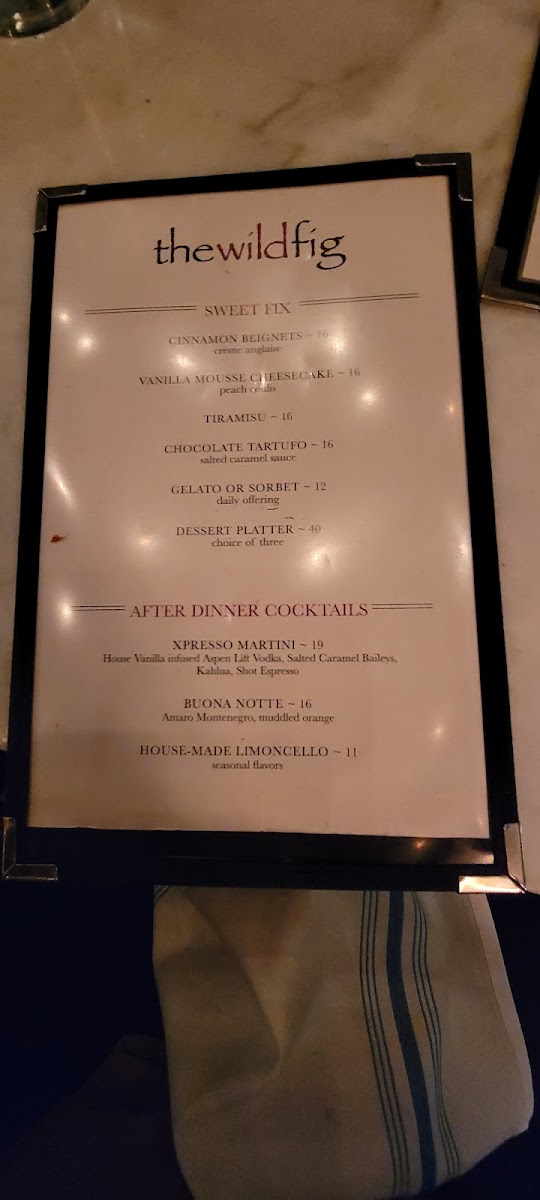 thewildfig
SWEET FIX
CINNAMON BEIGNETS ~ 16
crème anglaise
VANILLA MOUSSE CHEESECAKE ~ 16
peach coulis
TIRAMISU ~ 16
CHOCOLATE TARTUFO ~ 16
salted caramel sauce
GELATO OR SORBET ~ 12
daily offering
DESSERT PLATTER ~ 40
choice of three
AFTER DINNER COCKTAILS
XPRESSO MARTINI ~ 19
House Vanilla infused Aspen Lift Vodka, Salted Caramel Baileys,
Kahlua, Shot Espresso
BUONA NOTTE ~ 16
Amaro Montenegro, muddled orange
HOUSE-MADE LIMONCELLO ~ 11
seasonal flavors